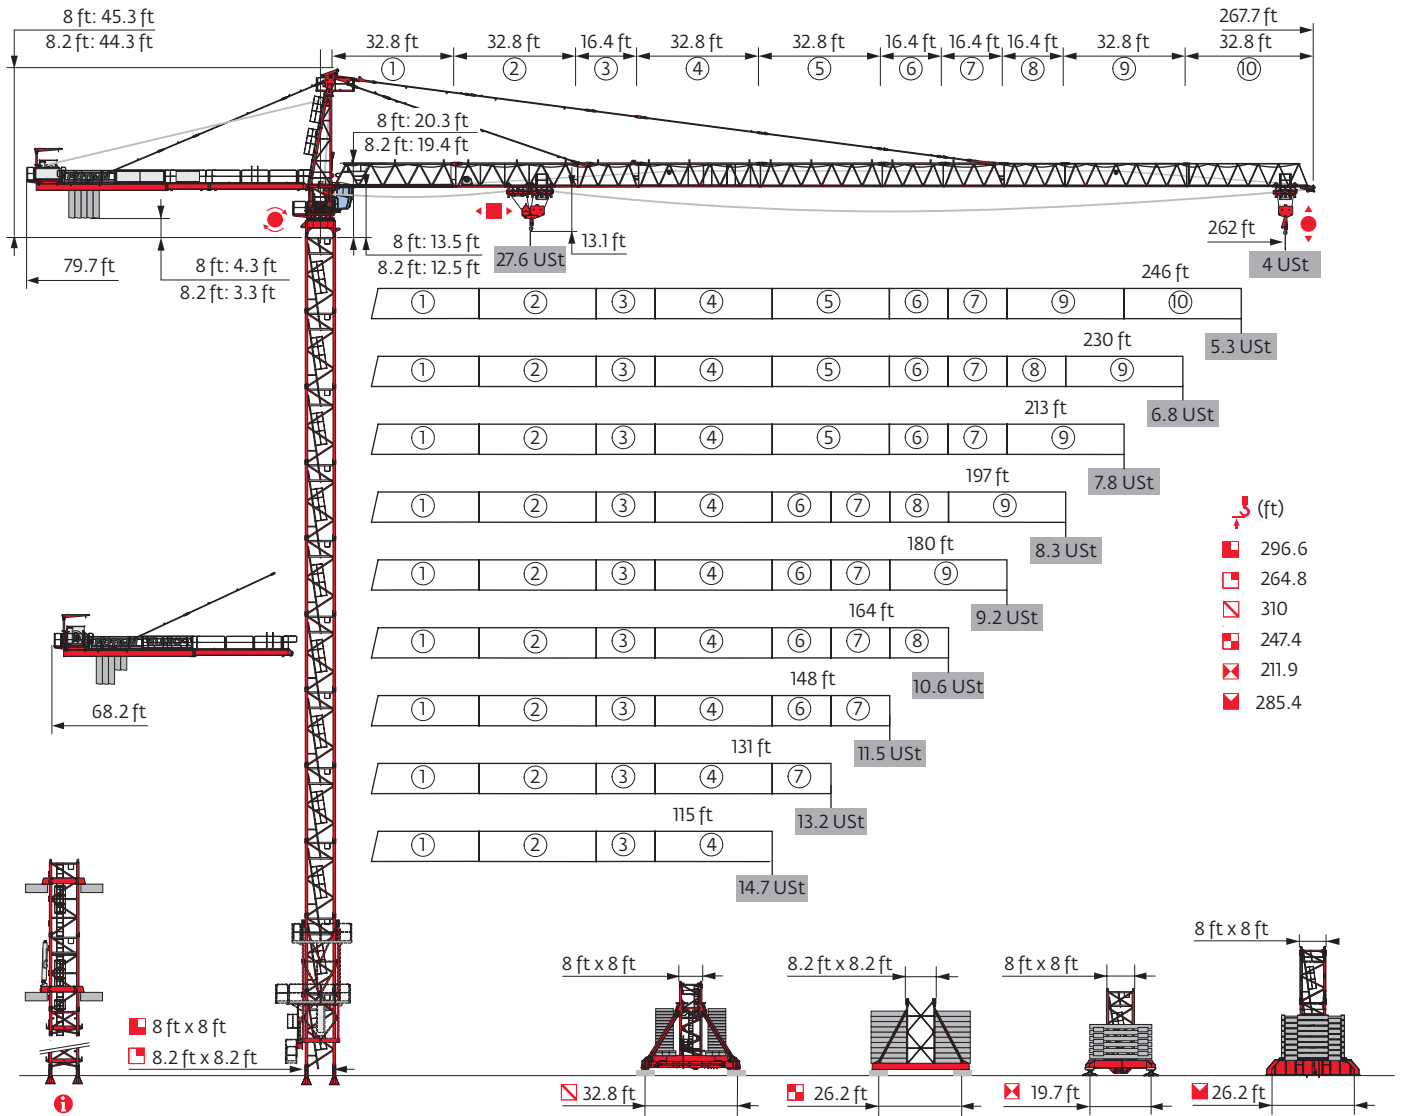 8 ft: 45.3 ft
8.2 ft: 44.3 ft
267.7 ft
32.8 ft 32.8 ft 16.4 ft 32.8 ft 32.8 ft 16.4 ft 16.4 ft 16.4 ft 32.8 ft 32.8 ft
① ② ③ ④ ⑤ ⑥ ⑦ ⑧ ⑨ ⑩
8 ft: 20.3 ft
8.2 ft: 19.4 ft
8 ft: 13.5 ft
8.2 ft: 12.5 ft
27.6 USt
13.1 ft
262 ft
4 USt
79.7 ft
8 ft: 4.3 ft
8.2 ft: 3.3 ft
246 ft
① ② ③ ④ ⑤ ⑥ ⑦ ⑨ ⑩
5.3 USt
230 ft
① ② ③ ④ ⑤ ⑥ ⑦ ⑧ ⑨
6.8 USt
213 ft
① ② ③ ④ ⑤ ⑥ ⑦ ⑨
7.8 USt
197 ft
① ② ③ ④ ⑥ ⑦ ⑧ ⑨
8.3 USt
180 ft
① ② ③ ④ ⑥ ⑦ ⑨
9.2 USt
164 ft
① ② ③ ④ ⑥ ⑦ ⑧
10.6 USt
148 ft
① ② ③ ④ ⑥ ⑦
11.5 USt
131 ft
① ② ③ ④ ⑦
13.2 USt
115 ft
① ② ③ ④
14.7 USt
(ft)
296.6
264.8
310
247.4
211.9
285.4
68.2 ft
8 ft x 8 ft
8.2 ft x 8.2 ft
i
8 ft x 8 ft
32.8 ft
8.2 ft x 8.2 ft
26.2 ft
8 ft x 8 ft
19.7 ft
8 ft x 8 ft
26.2 ft